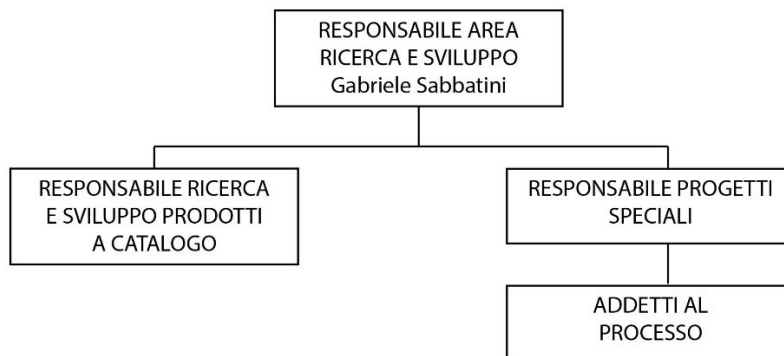 RESPONSABILE AREA
RICERCA E SVILUPPO
Gabriele Sabbatini
RESPONSABILE RICERCA
E SVILUPPO PRODOTTI
A CATALOGO
RESPONSABILE PROGETTI
SPECIALI
ADDETTI AL
PROCESSO